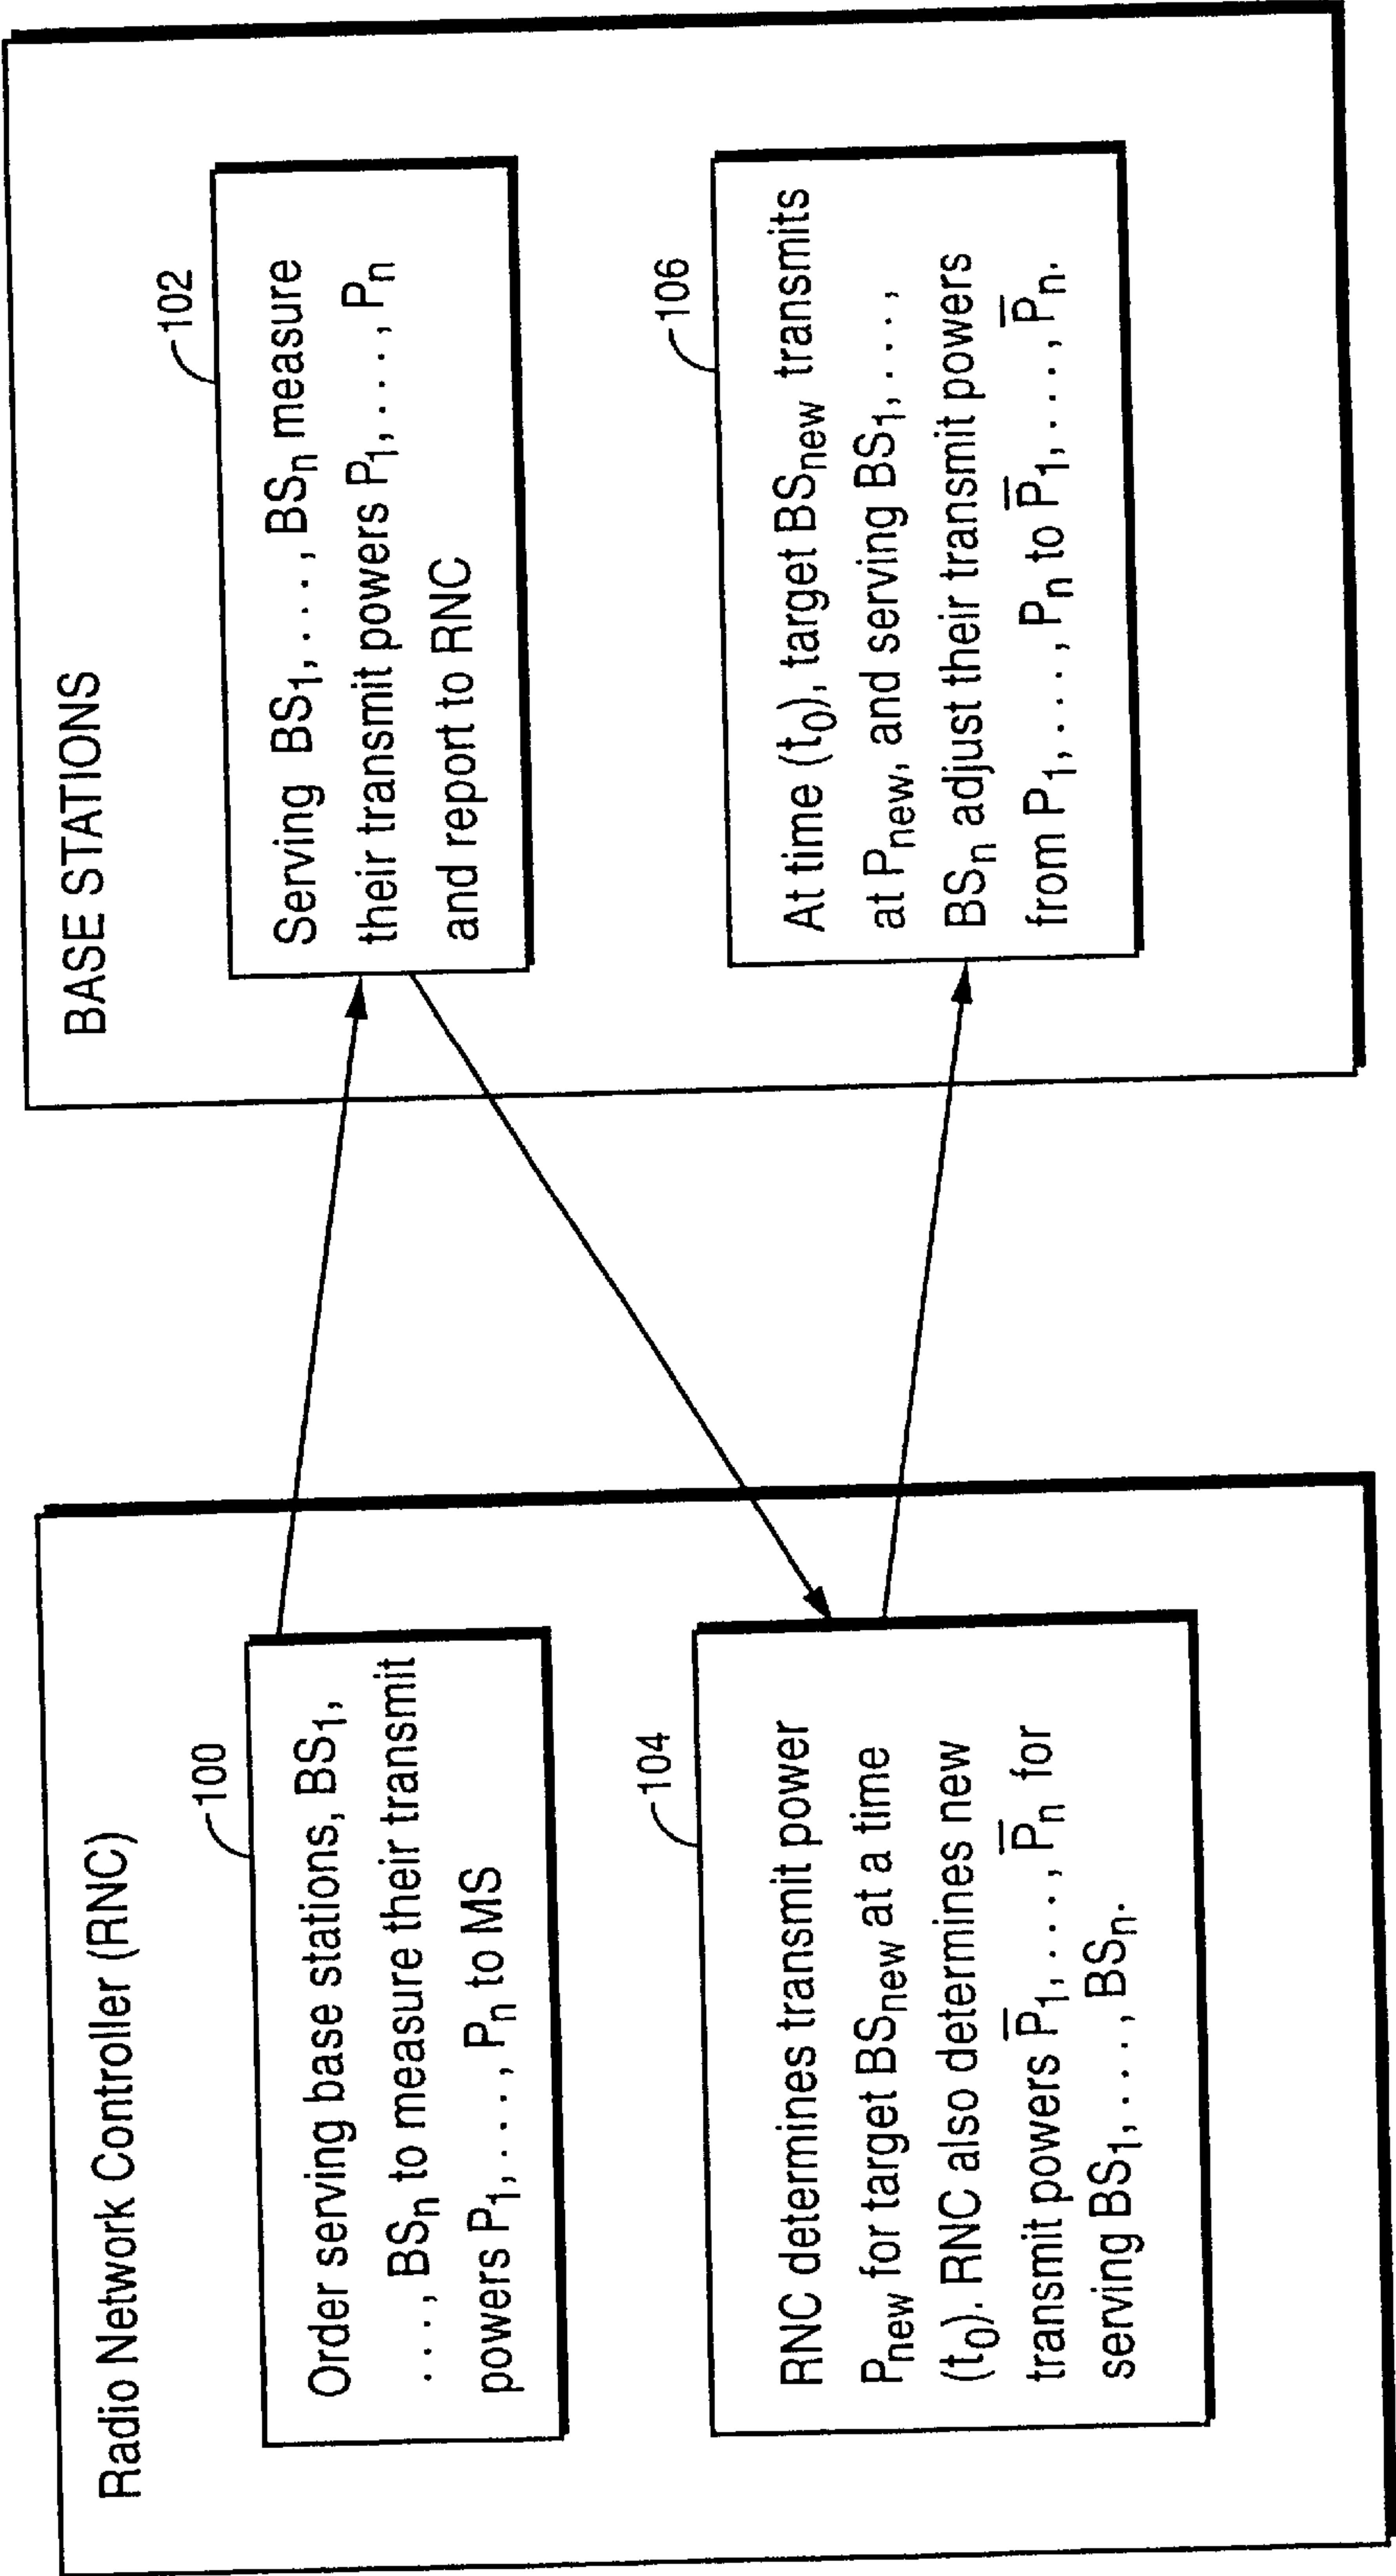 Radio Network Controller (RNC)
100
Order serving base stations, BS1,
..., BSn to measure their transmit
powers P1, ..., Pn to MS
104
RNC determines transmit power
Pnew for target BSnew at a time
(t0). RNC also determines new
transmit powers P̅1, ..., P̅n for
serving BS1, ..., BSn.
BASE STATIONS
102
Serving BS1, ..., BSn measure
their transmit powers P1, ..., Pn
and report to RNC
106
At time (t0), target BSnew transmits
at Pnew, and serving BS1, ...,
BSn adjust their transmit powers
from P1, ..., Pn to P̅1, ..., P̅n.